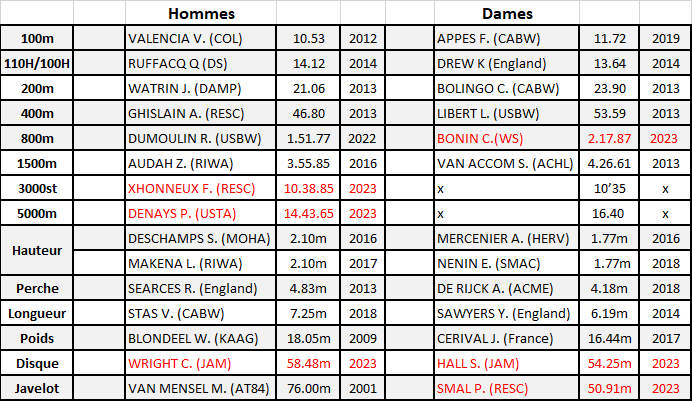 Hommes Dames
100m VALENCIA V. (COL) 10.53 2012 APPES F. (CABW) 11.72 2019
110H/100H RUFFACQ Q (DS) 14.12 2014 DREW K (England) 13.64 2014
200m WATRIN J. (DAMP) 21.06 2013 BOLINGO C. (CABW) 23.90 2013
400m GHISLAIN A. (RESC) 46.80 2013 LIBERT L. (USBW) 53.59 2013
800m DUMOULIN R. (USBW) 1.51.77 2022 BONIN C.(WS) 2.17.87 2023
1500m AUDAH Z. (RIWA) 3.55.85 2016 VAN ACCOM S. (ACHL) 4.26.61 2013
3000st XHONNEUX F. (RESC) 10.38.85 2023 x 10’35 x
5000m DENAYS P. (USTA) 14.43.65 2023 x 16.40 x
Hauteur DESCHAMPS S. (MOHA) 2.10m 2016 MERCENIER A. (HERV) 1.77m 2016
MAKENA L. (RIWA) 2.10m 2017 NENIN E. (SMAC) 1.77m 2018
Perche SEARCES R. (England) 4.83m 2013 DE RIJCK A. (ACME) 4.18m 2018
Longueur STAS V. (CABW) 7.25m 2018 SAWYERS Y. (England) 6.19m 2014
Poids BLONDEEL W. (KAAG) 18.05m 2009 CERIVAL J. (France) 16.44m 2017
Disque WRIGHT C. (JAM) 58.48m 2023 HALL S. (JAM) 54.25m 2023
Javelot VAN MENSEL M. (AT84) 76.00m 2001 SMAL P. (RESC) 50.91m 2023